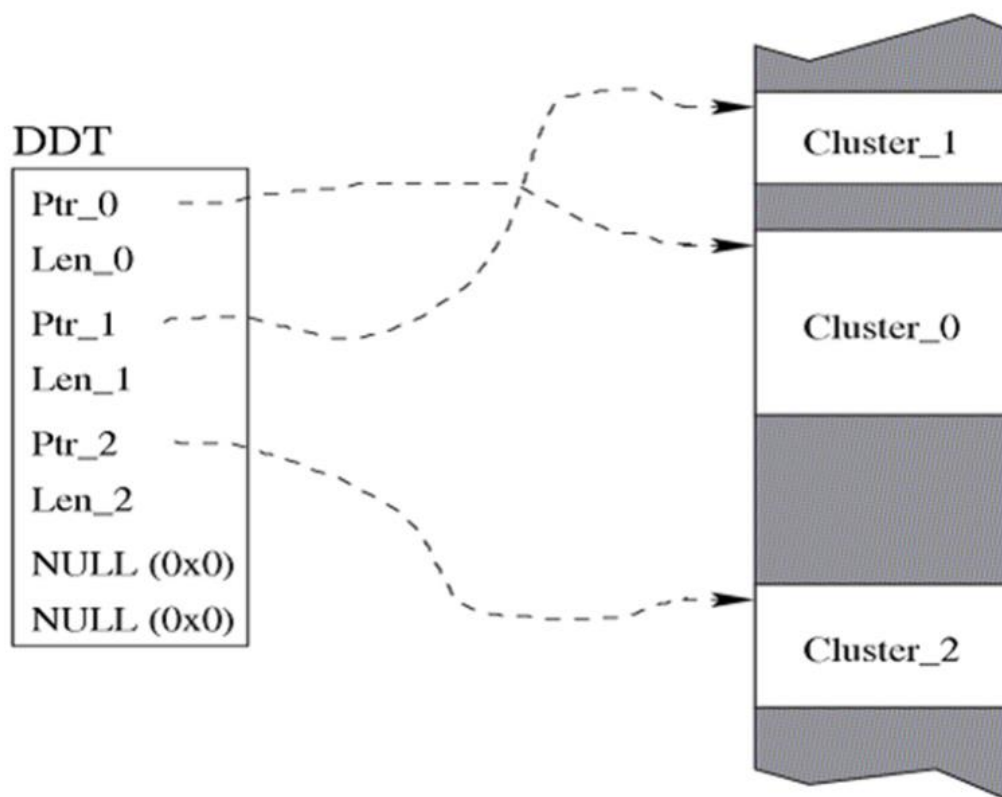 DDT
Ptr_0
Len_0
Ptr_1
Len_1
Ptr_2
Len_2
NULL (0x0)
NULL (0x0)
Cluster_1
Cluster_0
Cluster_2